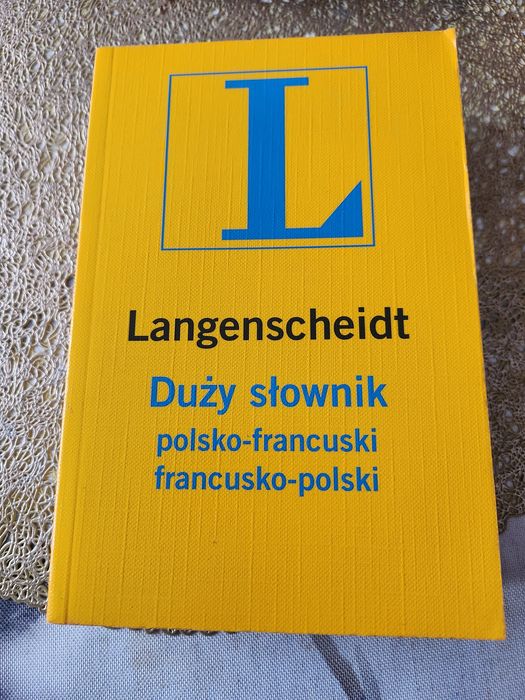 L
Langenscheidt
Duży słownik
polsko-francuski
francusko-polski